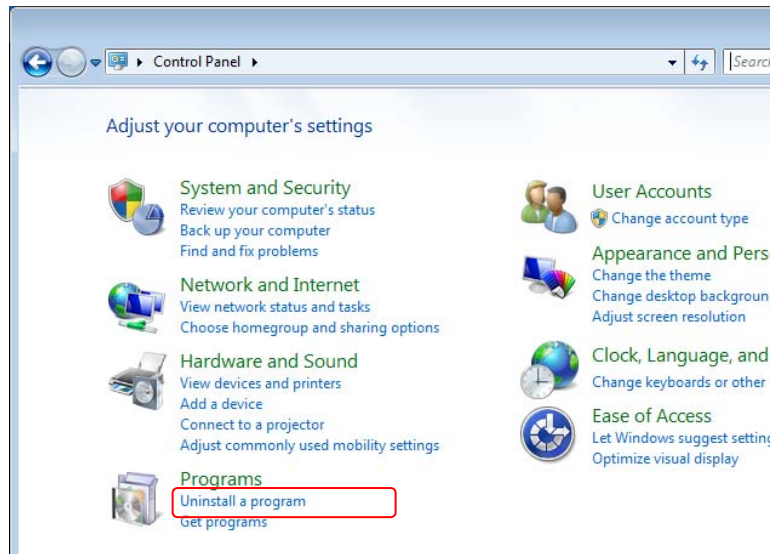 Control Panel
Search
Adjust your computer's settings
System and Security
Review your computer's status
Back up your computer
Find and fix problems
Network and Internet
View network status and tasks
Choose homegroup and sharing options
Hardware and Sound
View devices and printers
Add a device
Connect to a projector
Adjust commonly used mobility settings
Programs
Uninstall a program
Get programs
User Accounts
Change account type
Appearance and Perso
Change the theme
Change desktop backgroun
Adjust screen resolution
Clock, Language, and
Change keyboards or other
Ease of Access
Let Windows suggest setting
Optimize visual display